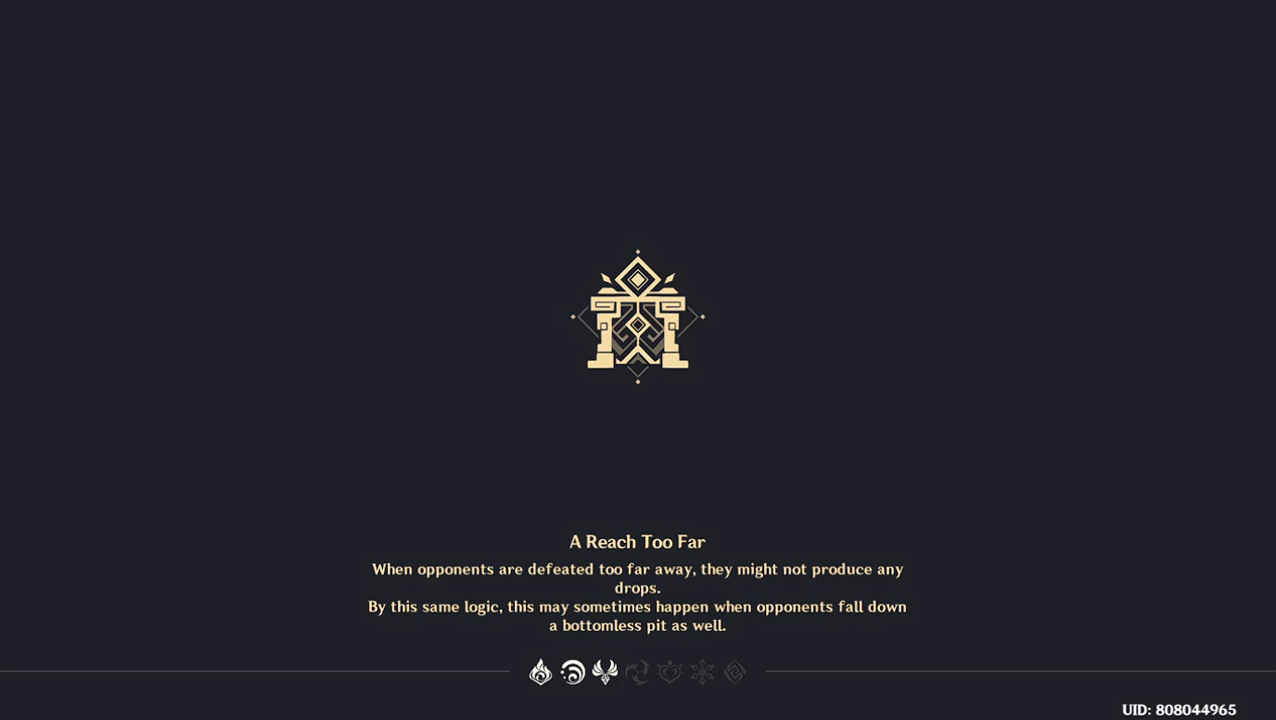 A Reach Too Far
When opponents are defeated too far away, they might not produce any
drops.
By this same logic, this may sometimes happen when opponents fall down
a bottomless pit as well.
UID: 808044965